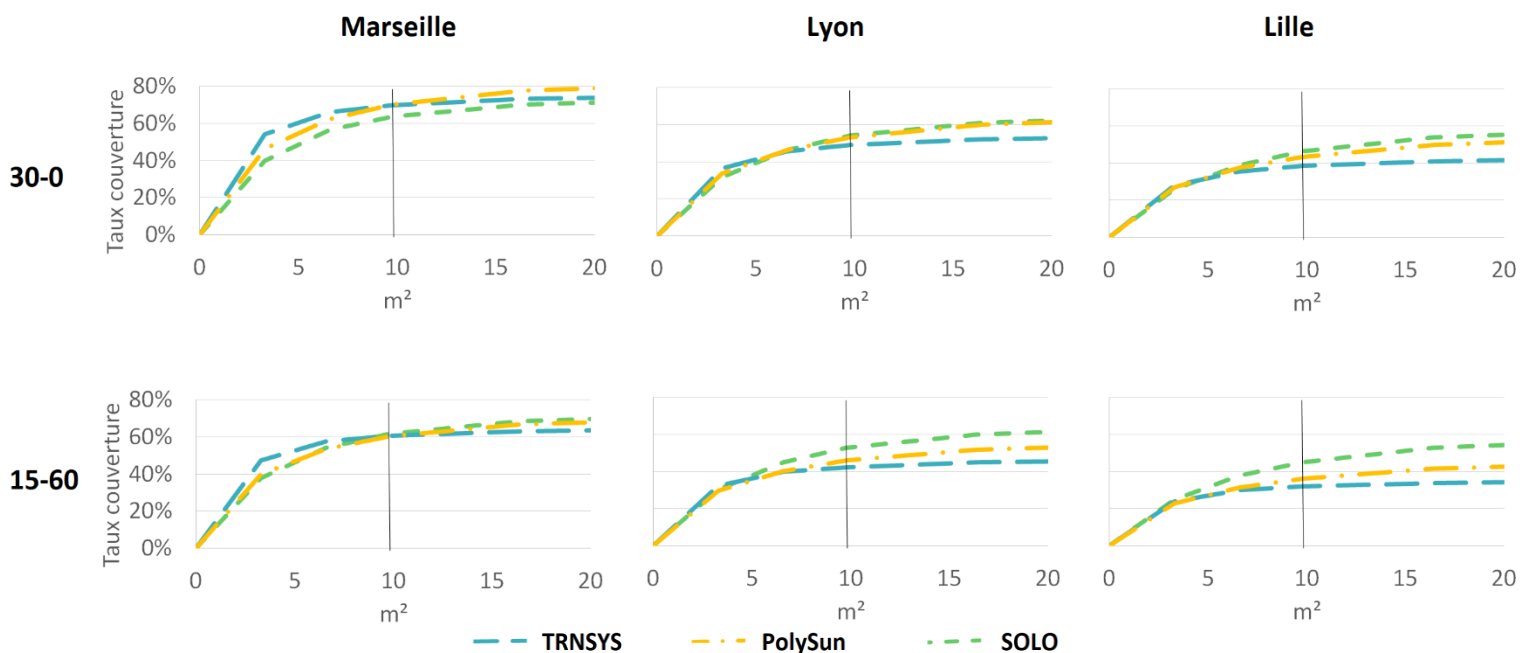 Marseille Lyon Lille
30-0
Taux couverture
80%
60%
40%
20%
0%
0 5 10 15 20
m²
0 5 10 15 20
m²
0 5 10 15 20
m²
15-60
Taux couverture
80%
60%
40%
20%
0%
0 5 10 15 20
m²
0 5 10 15 20
m²
0 5 10 15 20
m²
TRNSYS PolySun SOLO